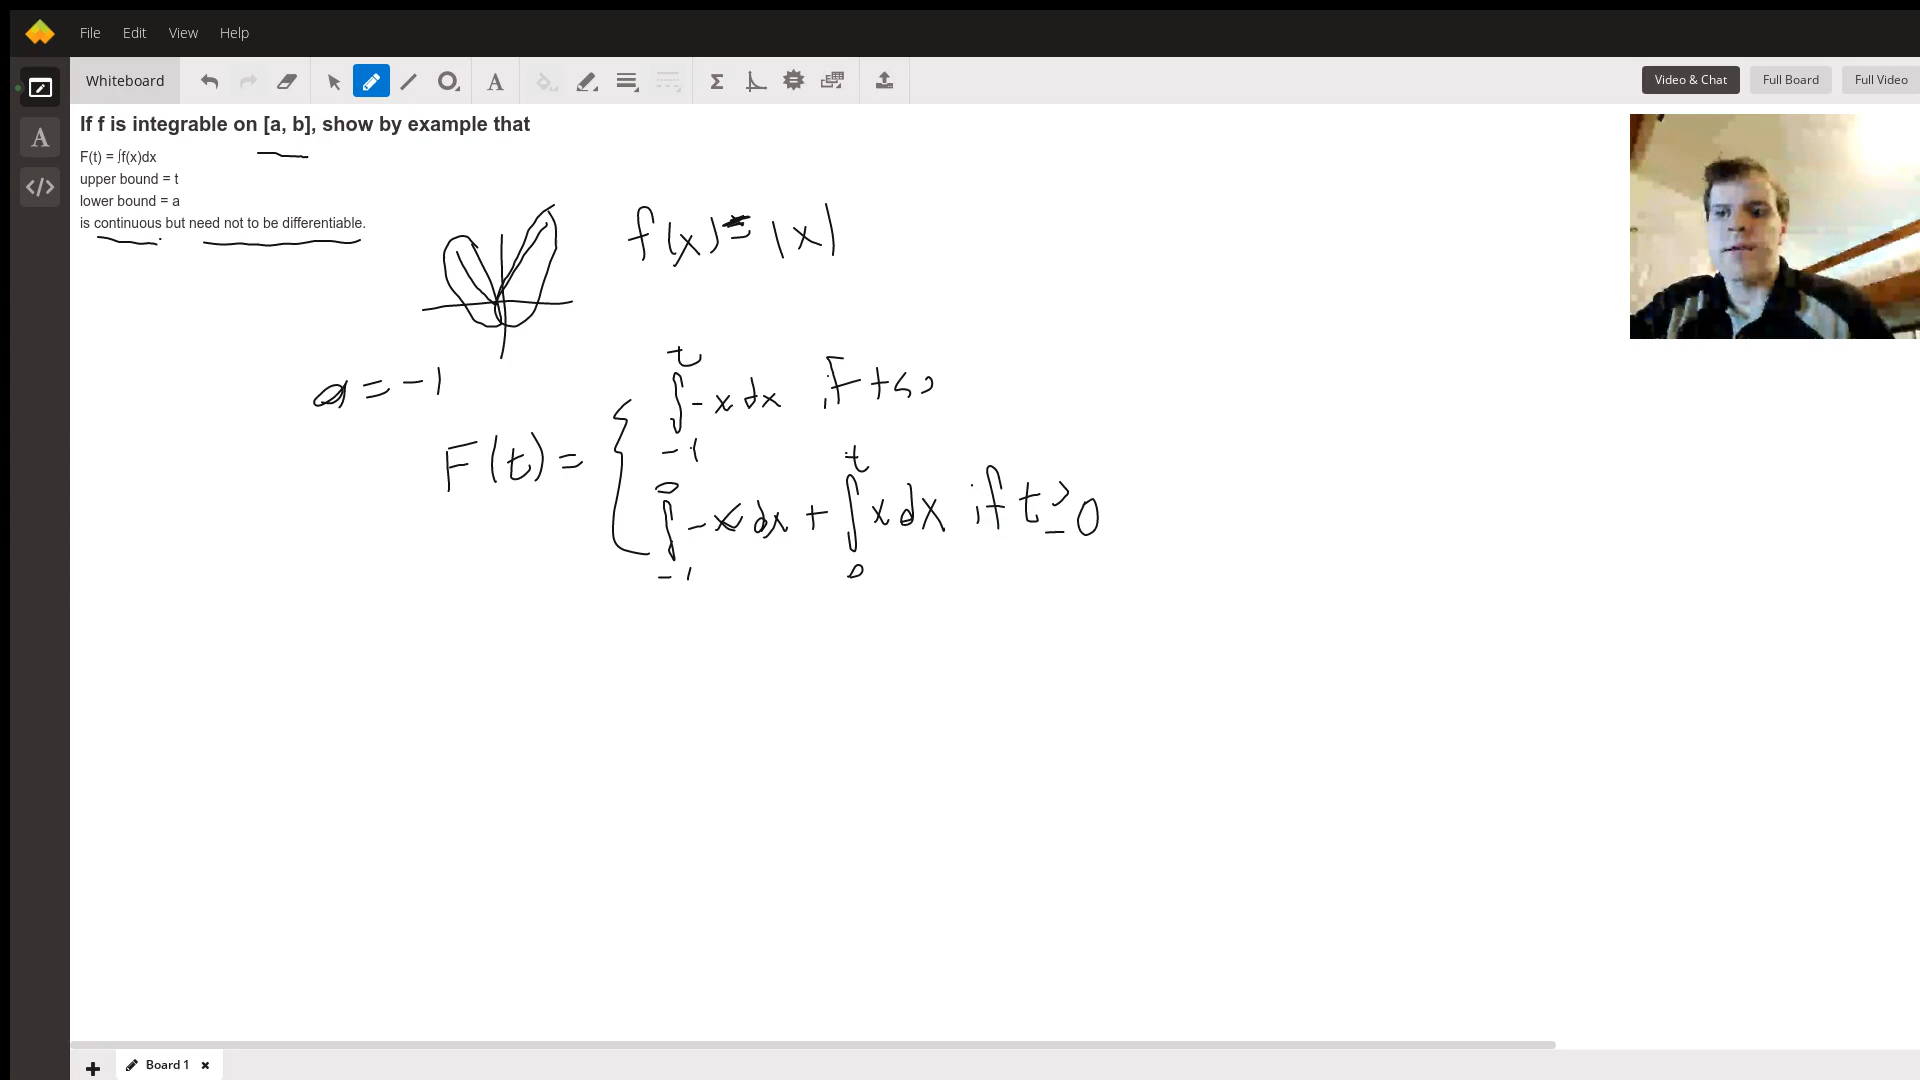 File Edit View Help
Whiteboard A Σ Video & Chat Full Board Full Video
A
</>
If f is integrable on [a, b], show by example that
F(t) = ∫f(x)dx
upper bound = t
lower bound = a
is continuous but need not to be differentiable.
f(x) = |x|
a = -1
t
∫ -x dx if t<0
-1
F(t) = {
0 t
∫ -x dx + ∫ x dx if t ≥ 0
-1 0
+ Board 1 ×